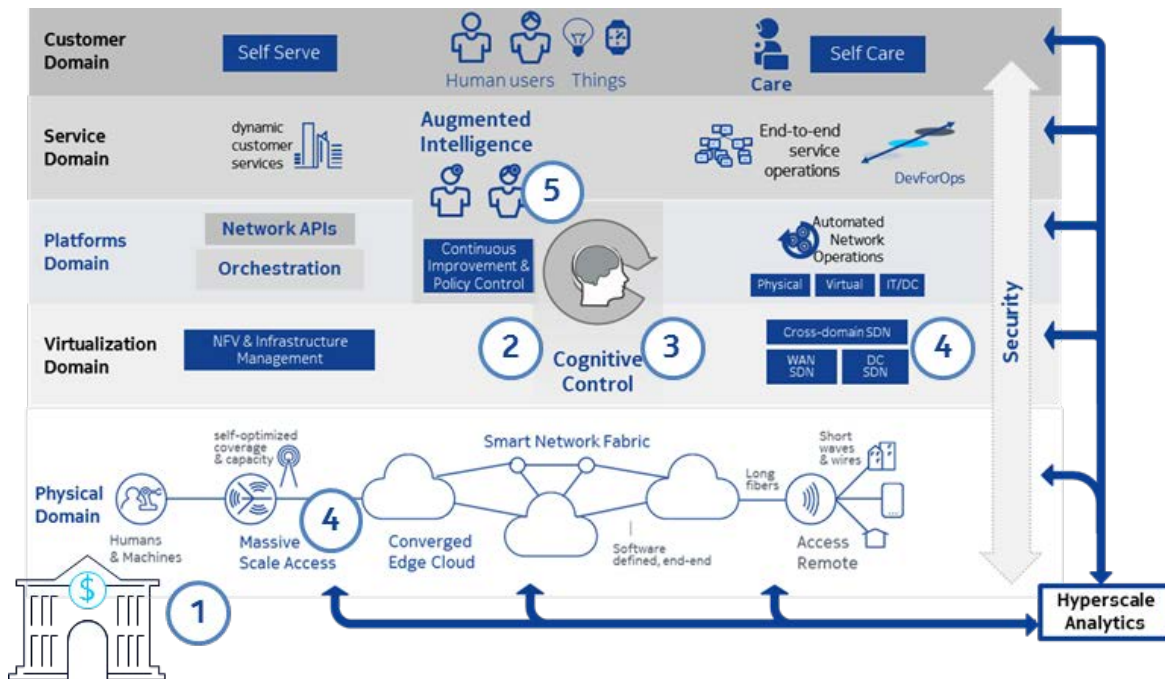 Customer
Domain
Self Serve
Human users
Things
Care
Self Care
Service
Domain
dynamic
customer
services
Augmented
Intelligence
5
End-to-end
service
operations
DevForOps
Platforms
Domain
Network APIs
Orchestration
Continuous
Improvement &
Policy Control
Automated
Network
Operations
Physical
Virtual
IT/DC
Security
Virtualization
Domain
NFV & Infrastructure
Management
2
Cognitive
Control
3
Cross-domain SDN
WAN
SDN
DC
SDN
4
Physical
Domain
Humans
& Machines
self-optimized
coverage
& capacity
Massive
Scale Access
4
Converged
Edge Cloud
Smart Network Fabric
Software
defined, end-end
Long
fibers
Short
waves
& wires
Access
Remote
...
$
1
Hyperscale
Analytics